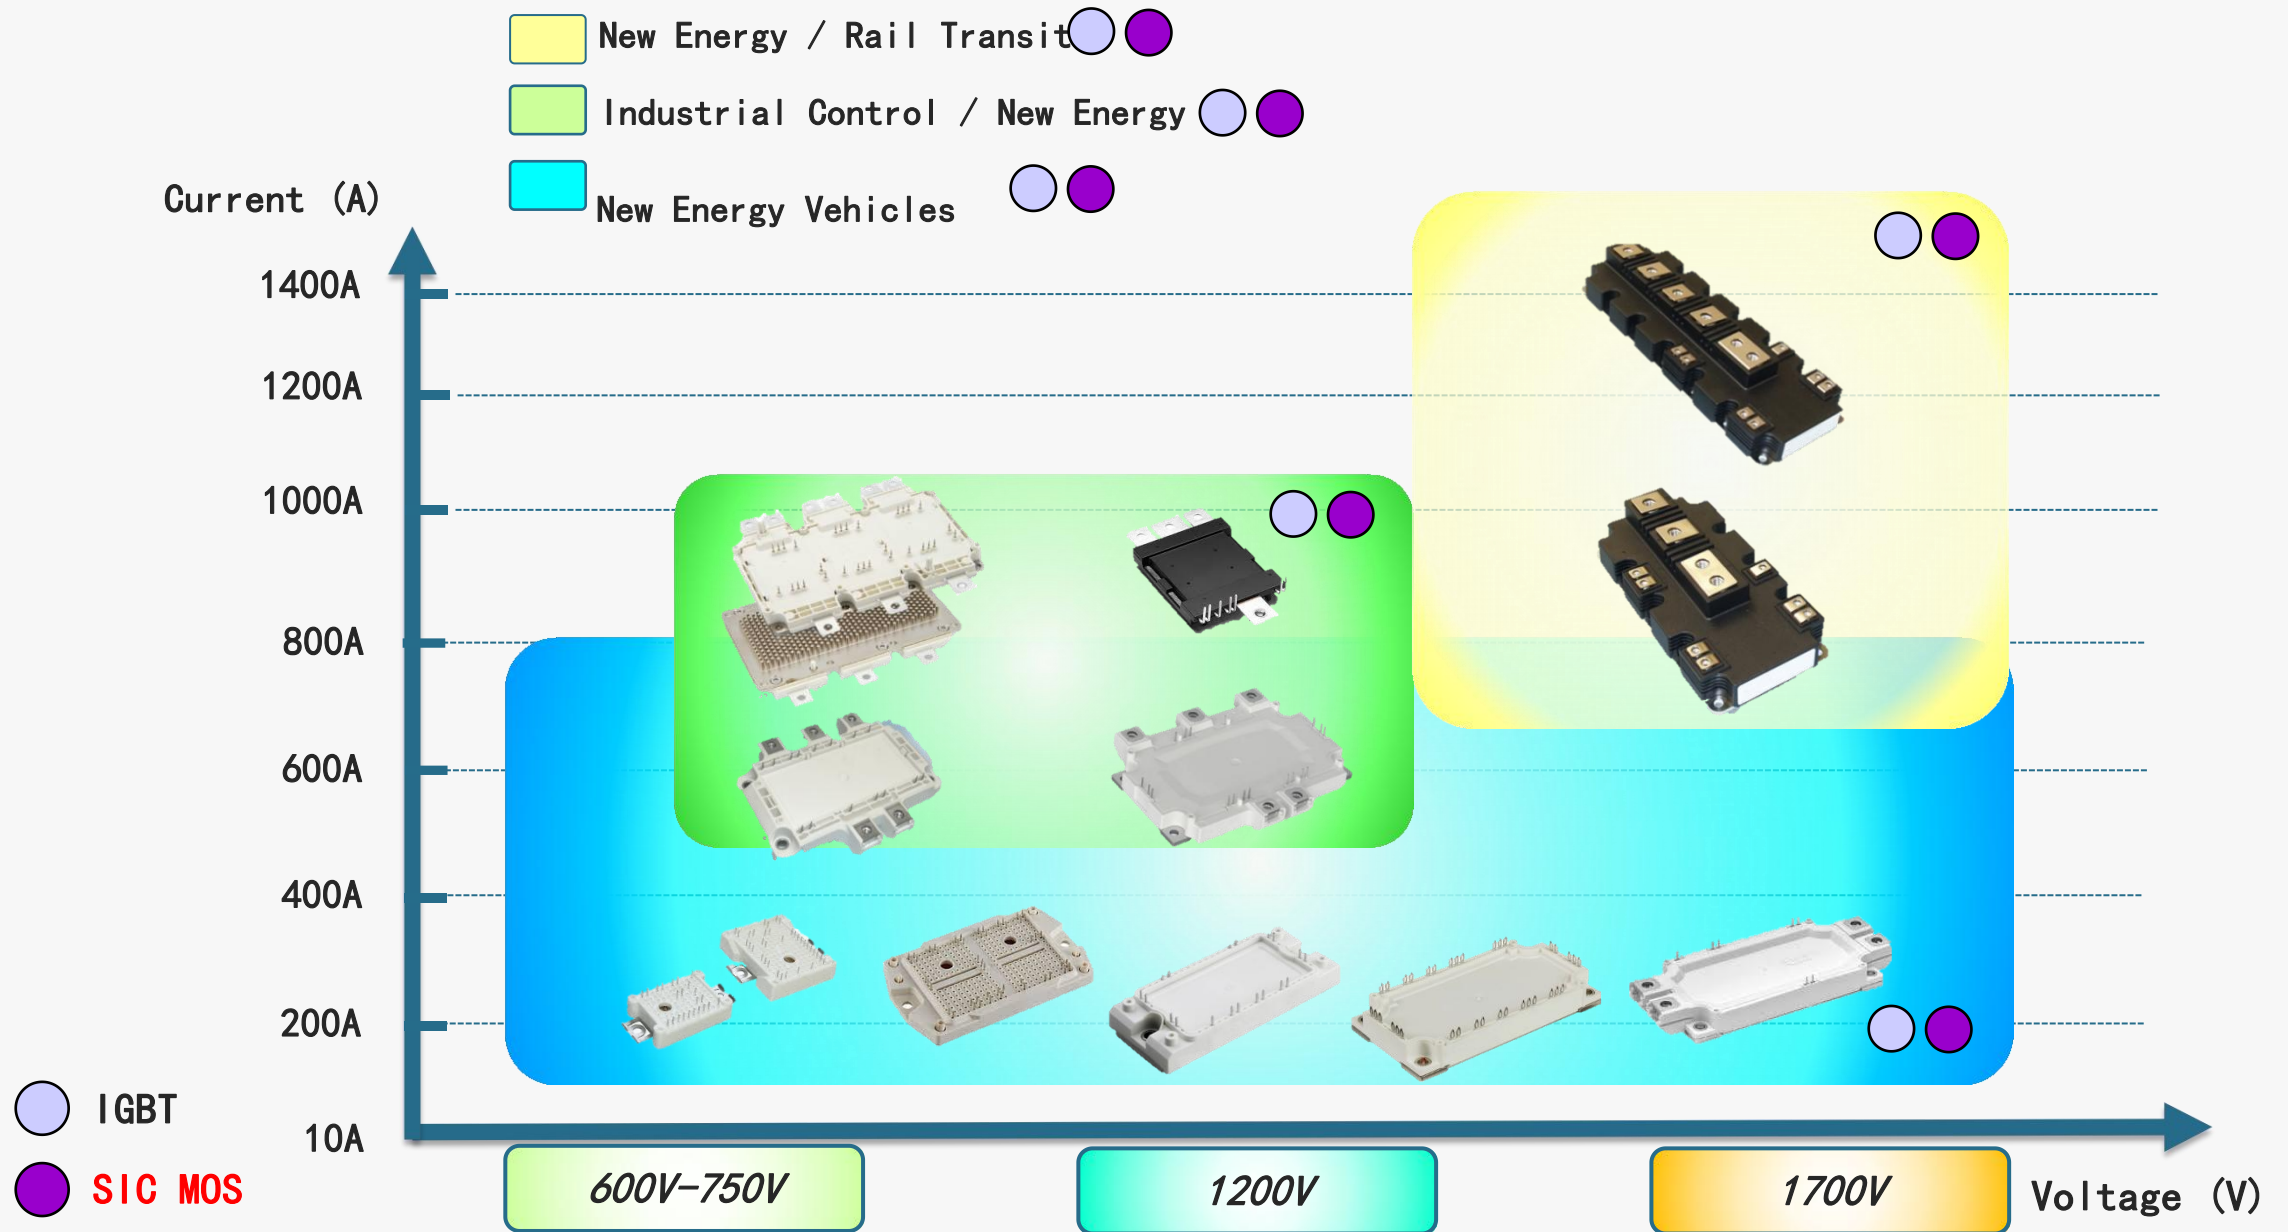 New Energy / Rail Transit
Industrial Control / New Energy
New Energy Vehicles
Current (A)
1400A
1200A
1000A
800A
600A
400A
200A
10A
IGBT
SIC MOS
600V-750V
1200V
1700V
Voltage (V)